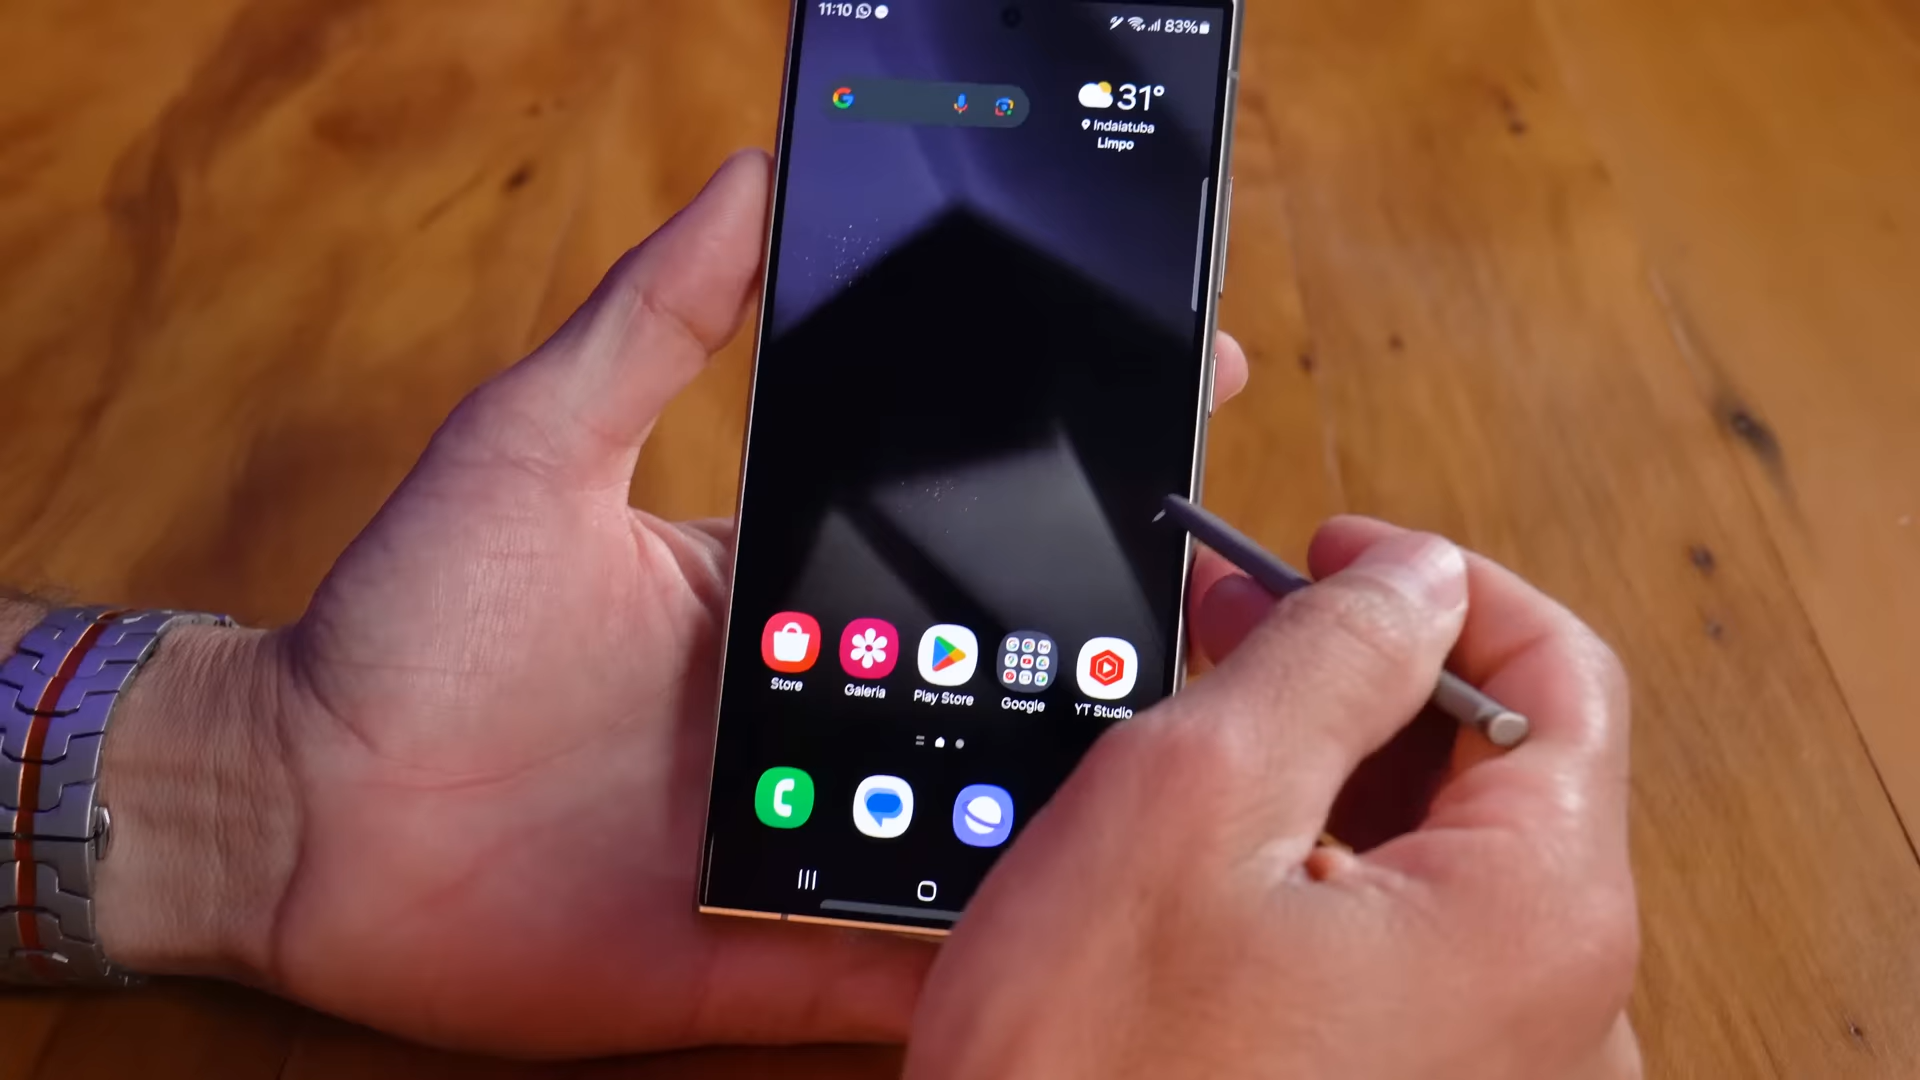 11:10
83%
31°
Indaiatuba
Limpo
Store
Galeria
Play Store
Google
YT Studio